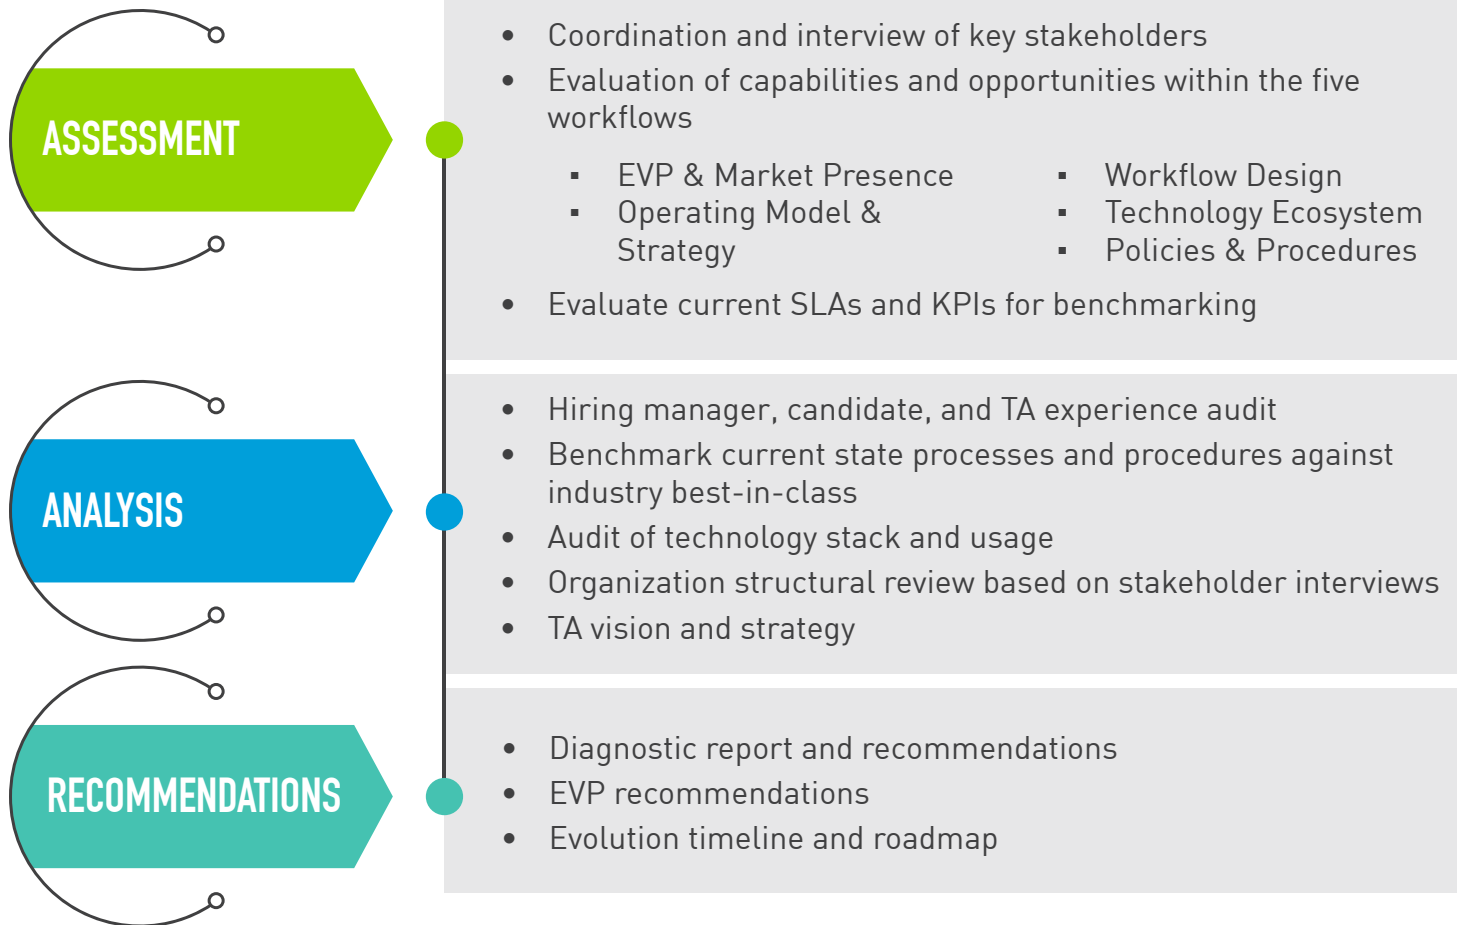 ASSESSMENT
• Coordination and interview of key stakeholders
• Evaluation of capabilities and opportunities within the five
workflows
▪ EVP & Market Presence
▪ Operating Model &
Strategy
▪ Workflow Design
▪ Technology Ecosystem
▪ Policies & Procedures
• Evaluate current SLAs and KPIs for benchmarking
ANALYSIS
• Hiring manager, candidate, and TA experience audit
• Benchmark current state processes and procedures against
industry best-in-class
• Audit of technology stack and usage
• Organization structural review based on stakeholder interviews
• TA vision and strategy
RECOMMENDATIONS
• Diagnostic report and recommendations
• EVP recommendations
• Evolution timeline and roadmap